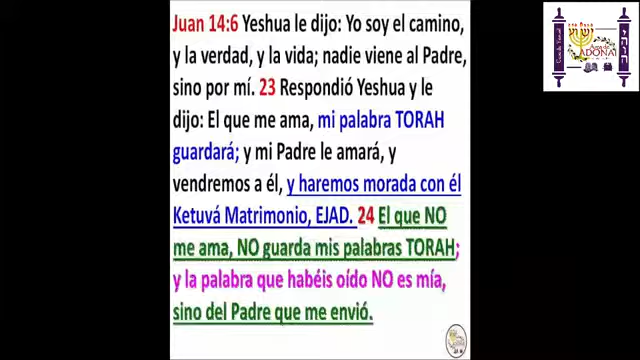 Juan 14:6 Yeshua le dijo: Yo soy el camino,
y la verdad, y la vida; nadie viene al Padre,
sino por mí. 23 Respondió Yeshua y le
dijo: El que me ama, mi palabra TORAH
guardará; y mi Padre le amará, y
vendremos a él, y haremos morada con él
Ketuvá Matrimonio, EJAD. 24 El que NO
me ama, NO guarda mis palabras TORAH;
y la palabra que habéis oído NO es mía,
sino del Padre que me envió.
ADONAI